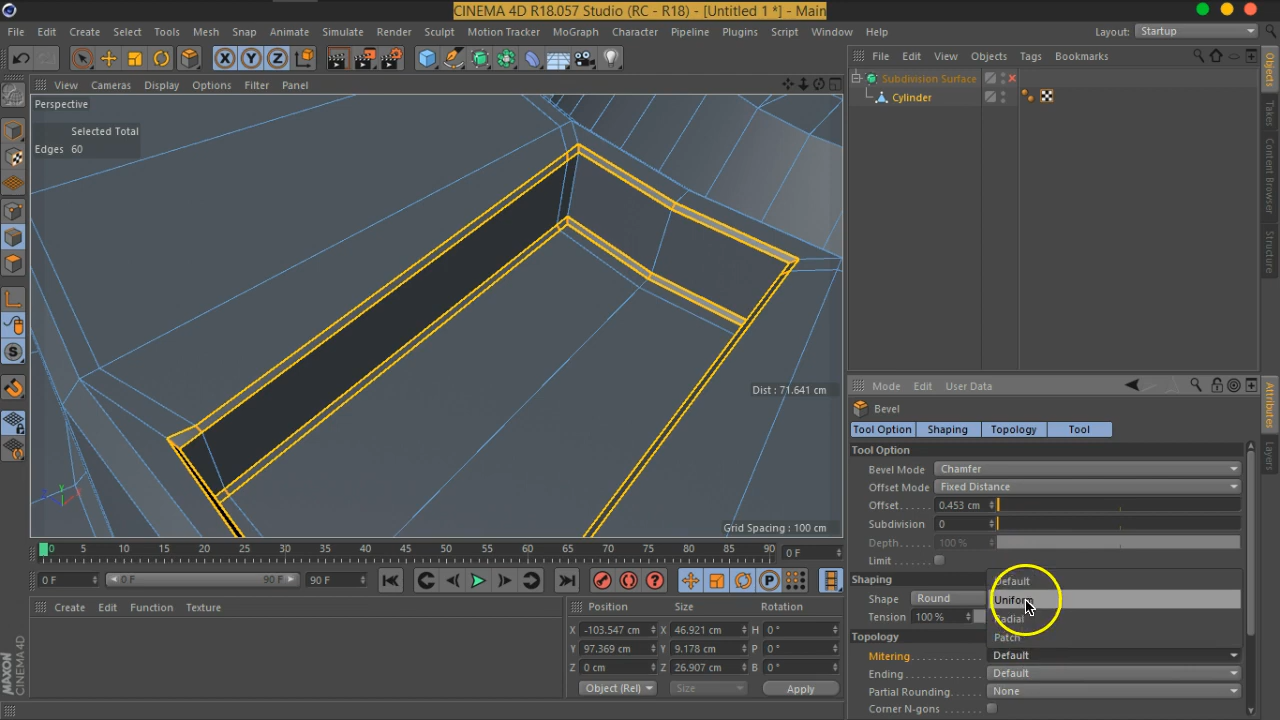 CINEMA 4D R18.057 Studio (RC - R18) - [Untitled 1 *] - Main
File Edit Create Select Tools Mesh Snap Animate Simulate Render Sculpt Motion Tracker MoGraph Character Pipeline Plugins Script Window Help Layout: Startup
X Y Z
File Edit View Objects Tags Bookmarks
View Cameras Display Options Filter Panel
Perspective
Selected Total
Edges 60
Subdivision Surface
Cylinder
Objects
Takes
Content Browser
Structure
Dist : 71.641 cm
Grid Spacing : 100 cm
Mode Edit User Data
Bevel
Tool Option Shaping Topology Tool
Tool Option
Bevel Mode Chamfer
Offset Mode Fixed Distance
Offset. . . . . . 0.453 cm
Subdivision 0
Depth. . . . . . 100 %
Limit . . . . . . .
Shaping
Shape Round
Tension 100 %
Default
Uniform
Radial
Patch
Topology
Mitering. . . . . . . . . . . . . . Default
Ending. . . . . . . . . . . . . . . Default
Partial Rounding. . . . . . . None
Corner N-gons . . . . . . . .
Attributes
Layers
0 5 10 15 20 25 30 35 40 45 50 55 60 65 70 75 80 85 90 0 F
0 F 0 F 90 F 90 F
P
Create Edit Function Texture
Position Size Rotation
X -103.547 cm X 46.921 cm H 0 °
Y 97.369 cm Y 9.178 cm P 0 °
Z 0 cm Z 26.907 cm B 0 °
Object (Rel) Size Apply
MAXON
CINEMA 4D